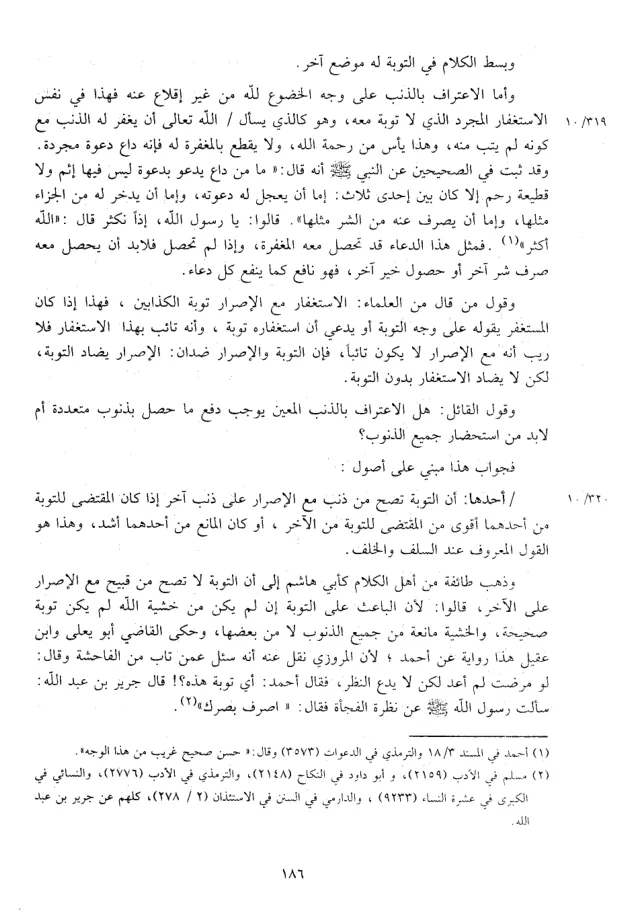 وبسط الكلام في التوبة له موضع آخر.
وأما الاعتراف بالذنب على وجه الخضوع لله من غير إقلاع عنه فهذا في نفس
١٠/٣١٩ الاستغفار المجرد الذي لا توبة معه، وهو كالذي يسأل / الله تعالى أن يغفر له الذنب مع
كونه لم يتب منه، وهذا يأس من رحمة الله، ولا يقطع بالمغفرة له فإنه داع دعوة مجردة.
وقد ثبت في الصحيحين عن النبي ﷺ أنه قال:« ما من داع يدعو بدعوة ليس فيها إثم ولا
قطيعة رحم إلا كان بين إحدى ثلاث: إما أن يعجل له دعوته، وإما أن يدخر له من الجزاء
مثلها، وإما أن يصرف عنه من الشر مثلها». قالوا: يا رسول الله، إذاً نكثر قال :«الله
أكثر»(١) .فمثل هذا الدعاء قد تحصل معه المغفرة، وإذا لم تحصل فلابد أن يحصل معه
صرف شر آخر أو حصول خير آخر، فهو نافع كما ينفع كل دعاء.
وقول من قال من العلماء: الاستغفار مع الإصرار توبة الكذابين ، فهذا إذا كان
المستغفر يقوله على وجه التوبة أو يدعي أن استغفاره توبة ، وأنه تائب بهذا الاستغفار فلا
ريب أنه مع الإصرار لا يكون تائباً، فإن التوبة والإصرار ضدان: الإصرار يضاد التوبة،
لكن لا يضاد الاستغفار بدون التوبة.
وقول القائل: هل الاعتراف بالذنب المعين يوجب دفع ما حصل بذنوب متعددة أم
لابد من استحضار جميع الذنوب؟
فجواب هذا مبني على أصول :
١٠/٣٢٠ / أحدها: أن التوبة تصح من ذنب مع الإصرار على ذنب آخر إذا كان المقتضى للتوبة
من أحدهما أقوى من المقتضى للتوبة من الآخر ، أو كان المانع من أحدهما أشد، وهذا هو
القول المعروف عند السلف والخلف.
وذهب طائفة من أهل الكلام كأبي هاشم إلى أن التوبة لا تصح من قبيح مع الإصرار
على الآخر، قالوا: لأن الباعث على التوبة إن لم يكن من خشية الله لم يكن توبة
صحيحة، والخشية مانعة من جميع الذنوب لا من بعضها، وحكى القاضي أبو يعلى وابن
عقيل هذا رواية عن أحمد ؛ لأن المروزي نقل عنه أنه سئل عمن تاب من الفاحشة وقال:
لو مرضت لم أعد لكن لا يدع النظر، فقال أحمد: أي توبة هذه؟! قال جرير بن عبد الله:
سألت رسول الله ﷺ عن نظرة الفجأة فقال: « اصرف بصرك»(٢).
(١) أحمد في المسند ٣/ ١٨ والترمذي في الدعوات (٣٥٧٣) وقال:« حسن صحيح غريب من هذا الوجه».
(٢) مسلم في الأدب (٢١٥٩)، و أبو داود في النكاح (٢١٤٨)، والترمذي في الأدب (٢٧٧٦)، والنسائي في
الكبرى في عشرة النساء (٩٢٣٣) ، والدارمي في السنن في الاستئذان (٢ / ٢٧٨)، كلهم عن جرير بن عبد
الله.
١٨٦